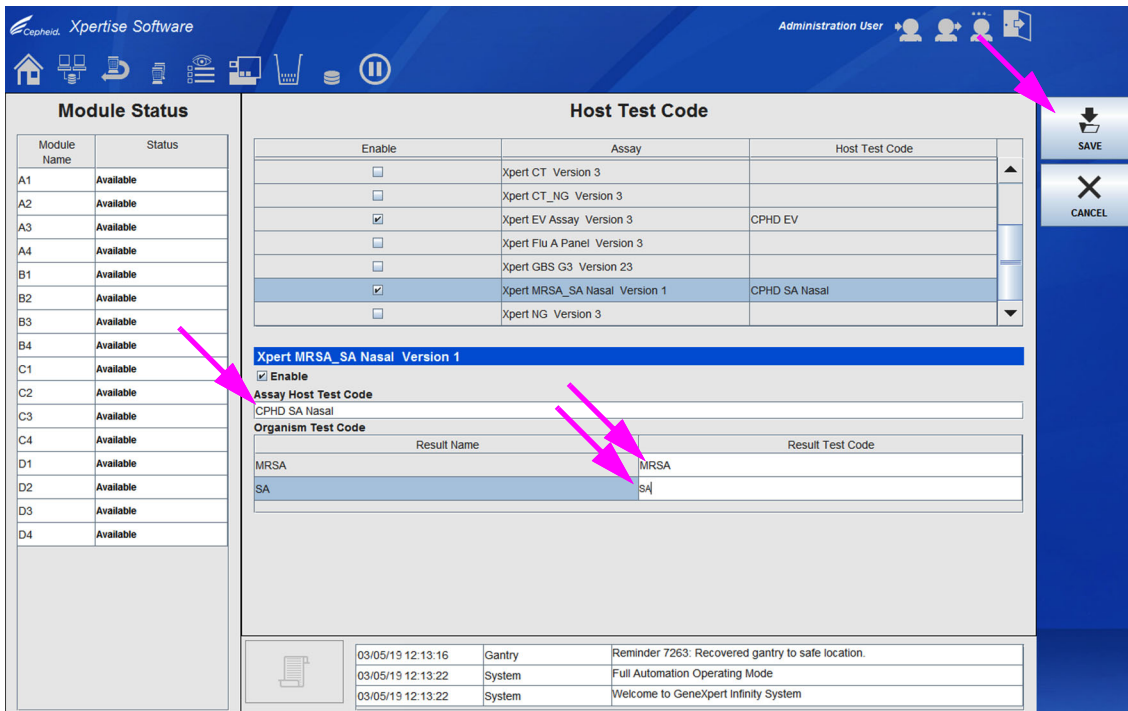 Cepheid. Xpertise Software
Administration User
Module Status
Module Name Status
A1 Available
A2 Available
A3 Available
A4 Available
B1 Available
B2 Available
B3 Available
B4 Available
C1 Available
C2 Available
C3 Available
C4 Available
D1 Available
D2 Available
D3 Available
D4 Available
Host Test Code
Enable Assay Host Test Code
Xpert CT Version 3
Xpert CT_NG Version 3
Xpert EV Assay Version 3 CPHD EV
Xpert Flu A Panel Version 3
Xpert GBS G3 Version 23
Xpert MRSA_SA Nasal Version 1 CPHD SA Nasal
Xpert NG Version 3
Xpert MRSA_SA Nasal Version 1
Enable
Assay Host Test Code
CPHD SA Nasal
Organism Test Code
Result Name Result Test Code
MRSA MRSA
SA SA
SAVE
CANCEL
03/05/19 12:13:16 Gantry Reminder 7263: Recovered gantry to safe location.
03/05/19 12:13:22 System Full Automation Operating Mode
03/05/19 12:13:22 System Welcome to GeneXpert Infinity System